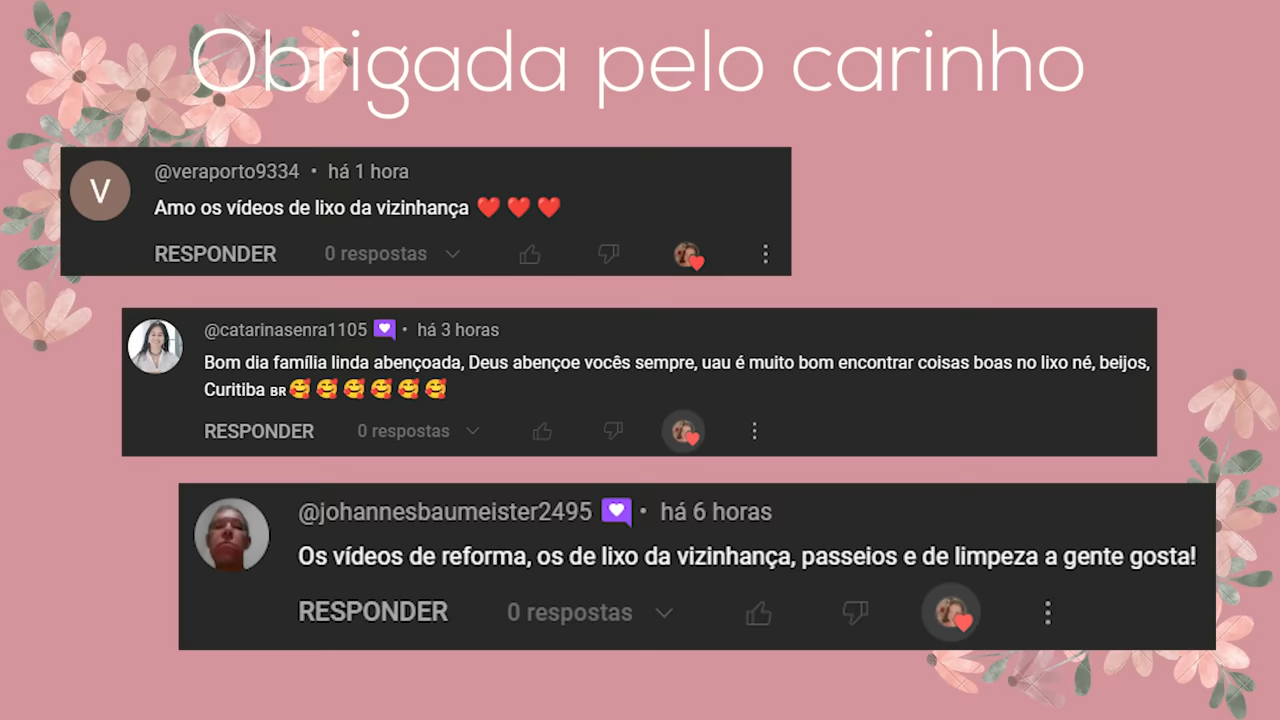 Obrigada pelo carinho
V
@veraporto9334 • há 1 hora
Amo os vídeos de lixo da vizinhança ❤️ ❤️ ❤️
RESPONDER 0 respostas
@catarinasenra1105 • há 3 horas
Bom dia família linda abençoada, Deus abençoe vocês sempre, uau é muito bom encontrar coisas boas no lixo né, beijos,
Curitiba BR🥰 🥰 🥰 🥰 🥰 🥰
RESPONDER 0 respostas
@johannesbaumeister2495 • há 6 horas
Os vídeos de reforma, os de lixo da vizinhança, passeios e de limpeza a gente gosta!
RESPONDER 0 respostas